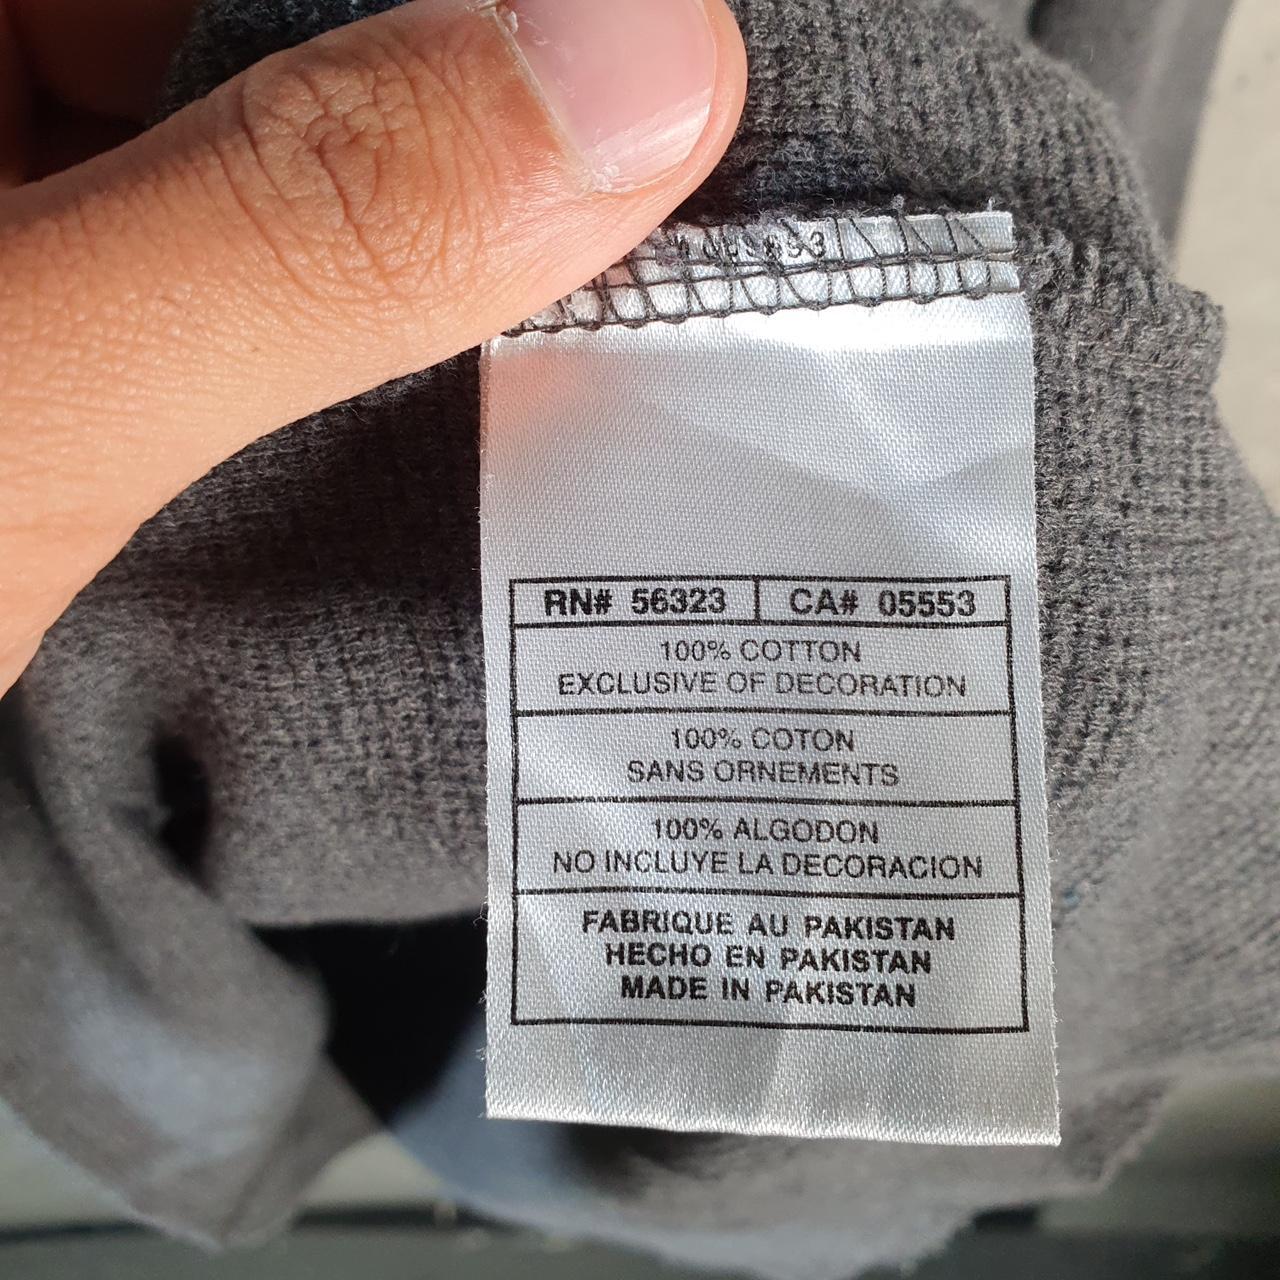 RN# 56323 CA# 05553
100% COTTON
EXCLUSIVE OF DECORATION
100% COTON
SANS ORNEMENTS
100% ALGODON
NO INCLUYE LA DECORACION
FABRIQUE AU PAKISTAN
HECHO EN PAKISTAN
MADE IN PAKISTAN